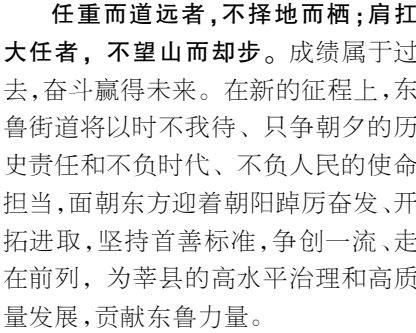 任重而道远者,不择地而栖;肩扛
大任者，不望山而却步。成绩属于过
去,奋斗赢得未来。在新的征程上,东
鲁街道将以时不我待、只争朝夕的历
史责任和不负时代、不负人民的使命
担当,面朝东方迎着朝阳踔厉奋发、开
拓进取,坚持首善标准,争创一流、走
在前列，为莘县的高水平治理和高质
量发展,贡献东鲁力量。